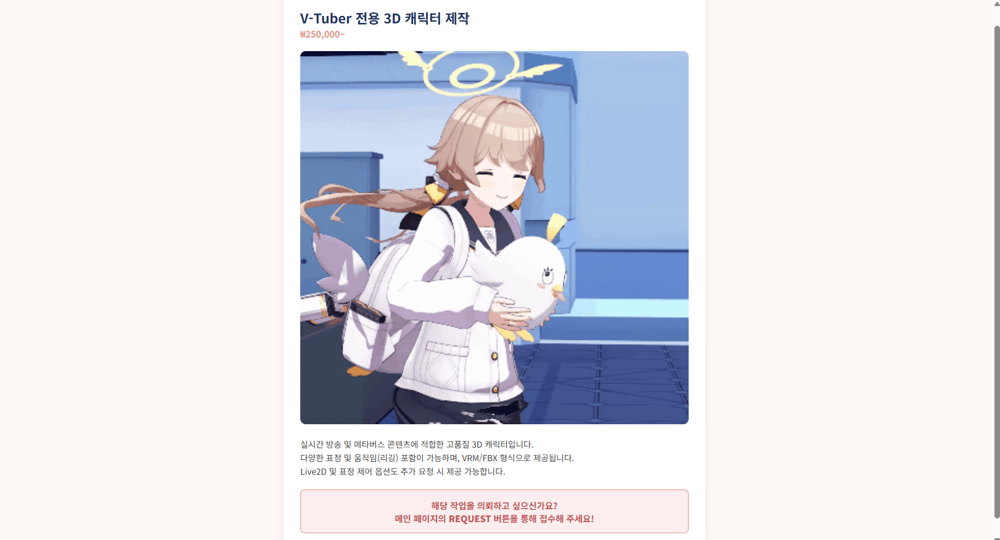 V-Tuber 전용 3D 캐릭터 제작
₩250,000~
실시간 방송 및 메타버스 콘텐츠에 적합한 고품질 3D 캐릭터입니다.
다양한 표정 및 움직임(리깅) 포함이 가능하며, VRM/FBX 형식으로 제공됩니다.
Live2D 및 표정 제어 옵션도 추가 요청 시 제공 가능합니다.
해당 작업을 의뢰하고 싶으신가요?
메인 페이지의 REQUEST 버튼을 통해 접수해 주세요!